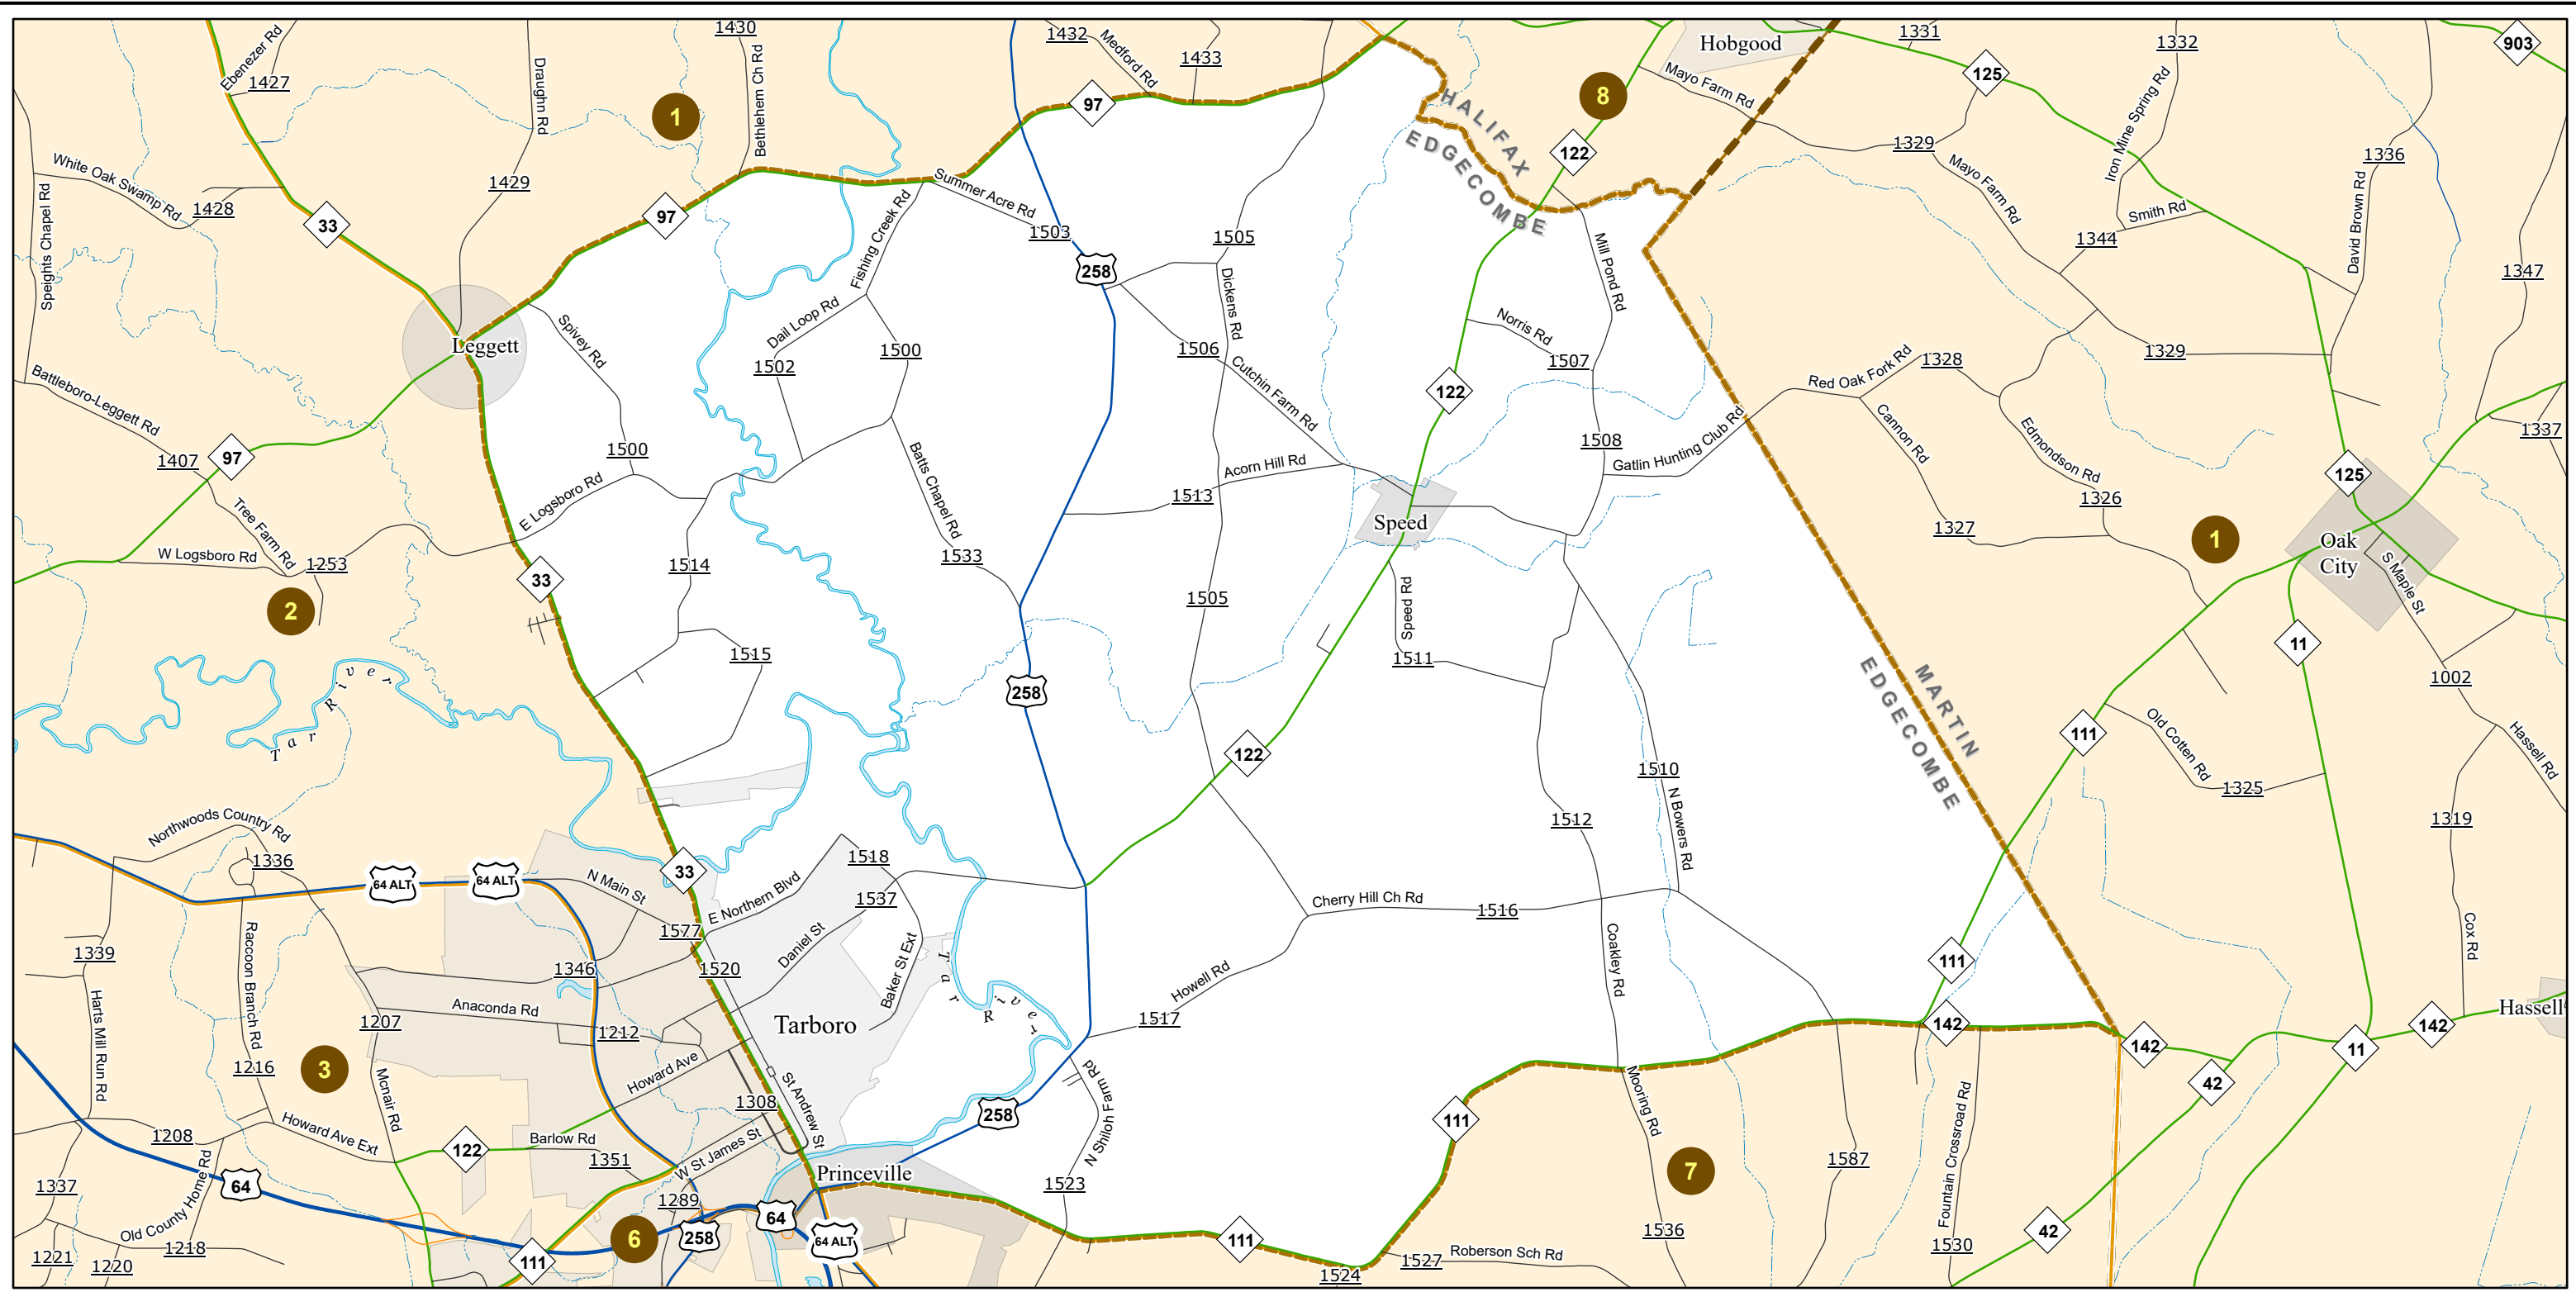 1430
1432
Medford Rd
1433
Hobgood
1331
1332
903
Ebenezer Rd
1427
Draughn Rd
1
Bethlehem Ch Rd
97
8
Mayo Farm Rd
125
HALIFAX
EDGECOMBE
122
1329
Iron Mine Spring Rd
1336
White Oak Swamp Rd
1428
1429
Speights Chapel Rd
33
97
Summer Acre Rd
1503
Fishing Creek Rd
1505
Mayo Farm Rd
Smith Rd
1344
David Brown Rd
1347
258
Dickens Rd
Mill Pond Rd
Leggett
Spivey Rd
Dail Loop Rd
1502
1500
1506
Cutchin Farm Rd
Norris Rd
1507
Red Oak Fork Rd
1328
1329
Battleboro-Leggett Rd
1407
97
122
1500
Batts Chapel Rd
1508
Gatlin Hunting Club Rd
Cannon Rd
Edmondson Rd
1337
E Logsboro Rd
Acorn Hill Rd
1513
Speed
1326
1327
1
125
Oak
City
Tree Farm Rd
W Logsboro Rd
1253
33
1514
1533
S Maple St
2
1505
Speed Rd
11
1515
1511
1002
Tar River
258
MARTIN
EDGECOMBE
122
1510
111
Old Cotten Rd
1325
Hassell Rd
N Bowers Rd
1512
1319
Northwoods Country Rd
1336
64 ALT
64 ALT
N Main St
33
E Northern Blvd
1518
1537
1577
Cherry Hill Ch Rd
1516
1339
Raccoon Branch Rd
1346
1520
Daniel St
Baker St Ext
Tar River
Howell Rd
Coakley Rd
111
Cox Rd
Harts Mill Run Rd
Anaconda Rd
1207
1212
Tarboro
1517
142
142
Hassell
142
11
3
1216
Howard Ave
Mcnair Rd
St Andrew St
N Shiloh Farm Rd
Mooring Rd
42
1308
258
111
Fountain Crossroad Rd
1208
Howard Ave Ext
122
Barlow Rd
1351
W St James St
Princeville
7
1587
1337
64
Old County Home Rd
1289
1523
1221
1220
1218
6
258
64
64 ALT
111
111
1524
1527
Roberson Sch Rd
1536
1530
42